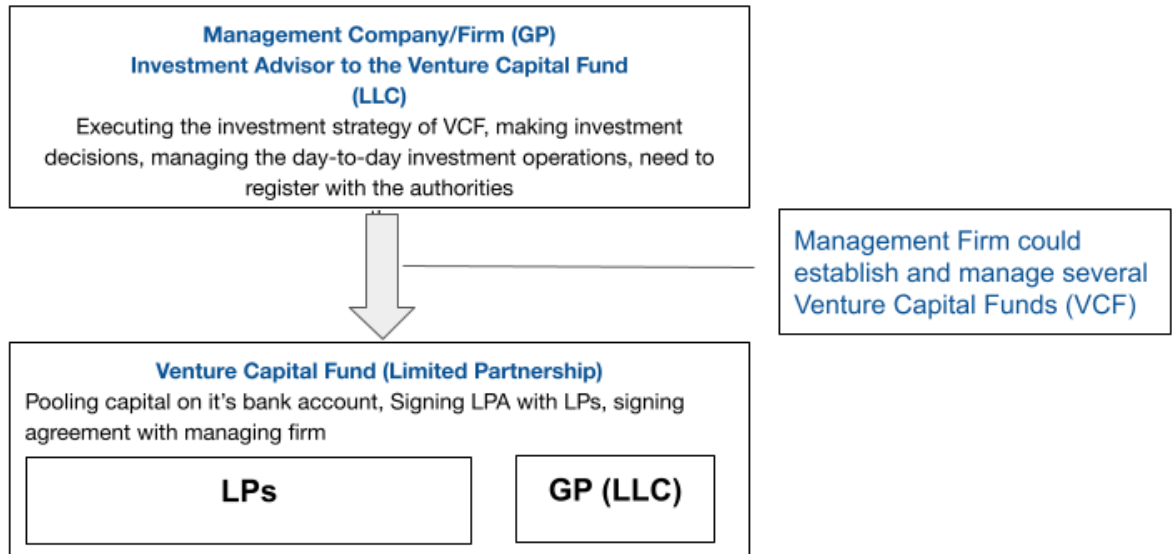 Management Company/Firm (GP)
Investment Advisor to the Venture Capital Fund
(LLC)
Executing the investment strategy of VCF, making investment
decisions, managing the day-to-day investment operations, need to
register with the authorities
Management Firm could
establish and manage several
Venture Capital Funds (VCF)
Venture Capital Fund (Limited Partnership)
Pooling capital on it's bank account, Signing LPA with LPs, signing
agreement with managing firm
LPs
GP (LLC)